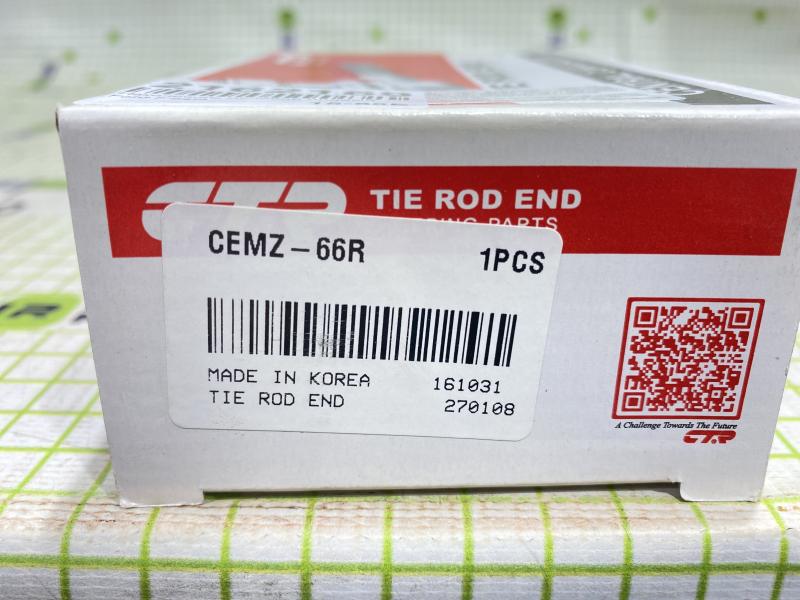 CTR
TIE ROD END
PARTS
CEMZ-66R
1PCS
MADE IN KOREA
161031
TIE ROD END
270108
A Challenge Towards The Future
CTR